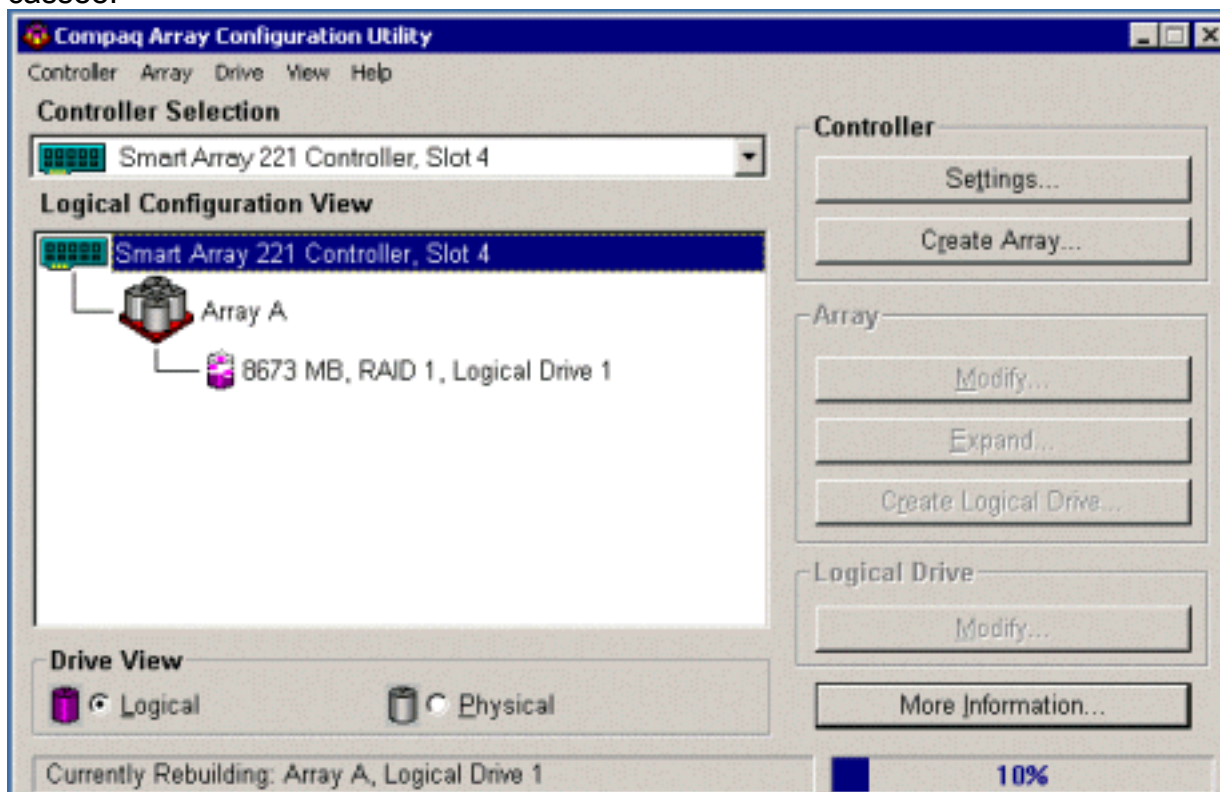 Compaq Array Configuration Utility
Controller Array Drive View Help
Controller Selection
Smart Array 221 Controller, Slot 4
Logical Configuration View
Smart Array 221 Controller, Slot 4
Array A
8673 MB, RAID 1, Logical Drive 1
Drive View
Logical
Physical
Currently Rebuilding: Array A, Logical Drive 1
Controller
Settings...
Create Array...
Array
Modify...
Expand...
Create Logical Drive...
Logical Drive
Modify...
More Information...
10%